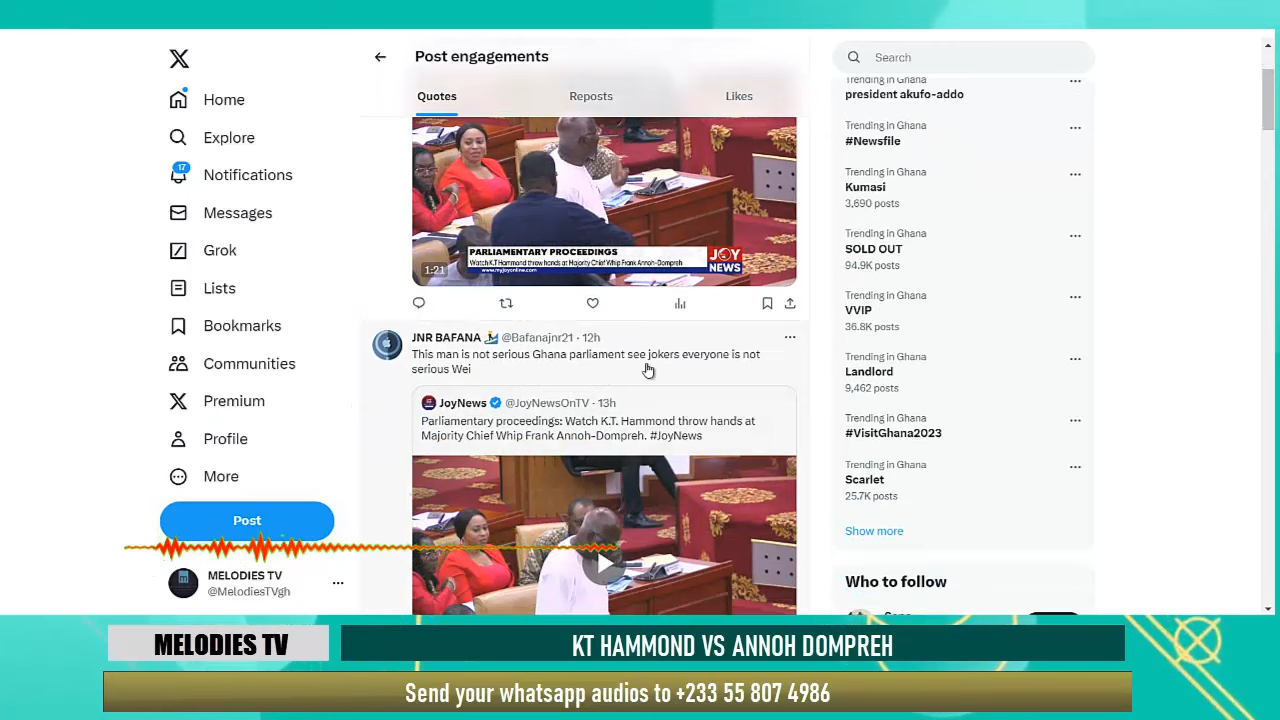 Home
Explore
17
Notifications
Messages
Grok
Lists
Bookmarks
Communities
Premium
Profile
More
Post
MELODIES TV
@MelodiesTVgh
Post engagements
Quotes
Reposts
Likes
PARLIAMENTARY PROCEEDINGS
Watch K.T Hammond throw hands at Majority Chief Whip Frank Annoh-Dompreh
www.myjoyonline.com
JOY
NEWS
1:21
JNR BAFANA @Bafanajnr21 · 12h
This man is not serious Ghana parliament see jokers everyone is not
serious Wei
JoyNews @JoyNewsOnTV · 13h
Parliamentary proceedings: Watch K.T. Hammond throw hands at
Majority Chief Whip Frank Annoh-Dompreh. #JoyNews
Search
Trending in Ghana
president akufo-addo
Trending in Ghana
#Newsfile
Trending in Ghana
Kumasi
3,690 posts
Trending in Ghana
SOLD OUT
94.9K posts
Trending in Ghana
VVIP
36.8K posts
Trending in Ghana
Landlord
9,462 posts
Trending in Ghana
#VisitGhana2023
Trending in Ghana
Scarlet
25.7K posts
Show more
Who to follow
MELODIES TV
KT HAMMOND VS ANNOH DOMPREH
Send your whatsapp audios to +233 55 807 4986